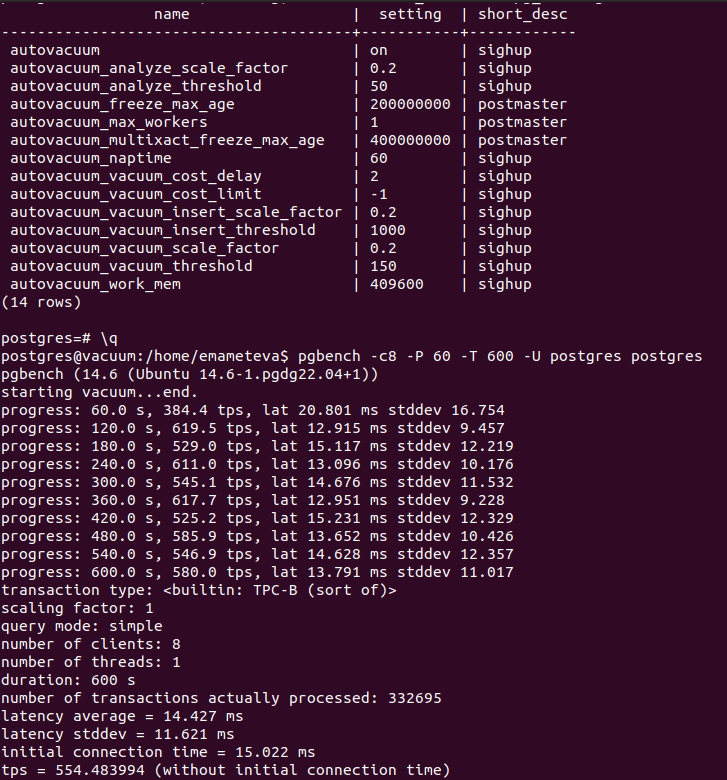 name                  |  setting  | short_desc
---------------------------------------+-----------+------------
 autovacuum                            | on        | sighup
 autovacuum_analyze_scale_factor       | 0.2       | sighup
 autovacuum_analyze_threshold          | 50        | sighup
 autovacuum_freeze_max_age             | 200000000 | postmaster
 autovacuum_max_workers                | 1         | postmaster
 autovacuum_multixact_freeze_max_age   | 400000000 | postmaster
 autovacuum_naptime                    | 60        | sighup
 autovacuum_vacuum_cost_delay          | 2         | sighup
 autovacuum_vacuum_cost_limit          | -1        | sighup
 autovacuum_vacuum_insert_scale_factor | 0.2       | sighup
 autovacuum_vacuum_insert_threshold    | 1000      | sighup
 autovacuum_vacuum_scale_factor        | 0.2       | sighup
 autovacuum_vacuum_threshold           | 150       | sighup
 autovacuum_work_mem                   | 409600    | sighup
(14 rows)

postgres=# \q
postgres@vacuum:/home/emameteva$ pgbench -c8 -P 60 -T 600 -U postgres postgres
pgbench (14.6 (Ubuntu 14.6-1.pgdg22.04+1))
starting vacuum...end.
progress: 60.0 s, 384.4 tps, lat 20.801 ms stddev 16.754
progress: 120.0 s, 619.5 tps, lat 12.915 ms stddev 9.457
progress: 180.0 s, 529.0 tps, lat 15.117 ms stddev 12.219
progress: 240.0 s, 611.0 tps, lat 13.096 ms stddev 10.176
progress: 300.0 s, 545.1 tps, lat 14.676 ms stddev 11.532
progress: 360.0 s, 617.7 tps, lat 12.951 ms stddev 9.228
progress: 420.0 s, 525.2 tps, lat 15.231 ms stddev 12.329
progress: 480.0 s, 585.9 tps, lat 13.652 ms stddev 10.426
progress: 540.0 s, 546.9 tps, lat 14.628 ms stddev 12.357
progress: 600.0 s, 580.0 tps, lat 13.791 ms stddev 11.017
transaction type: <builtin: TPC-B (sort of)>
scaling factor: 1
query mode: simple
number of clients: 8
number of threads: 1
duration: 600 s
number of transactions actually processed: 332695
latency average = 14.427 ms
latency stddev = 11.621 ms
initial connection time = 15.022 ms
tps = 554.483994 (without initial connection time)